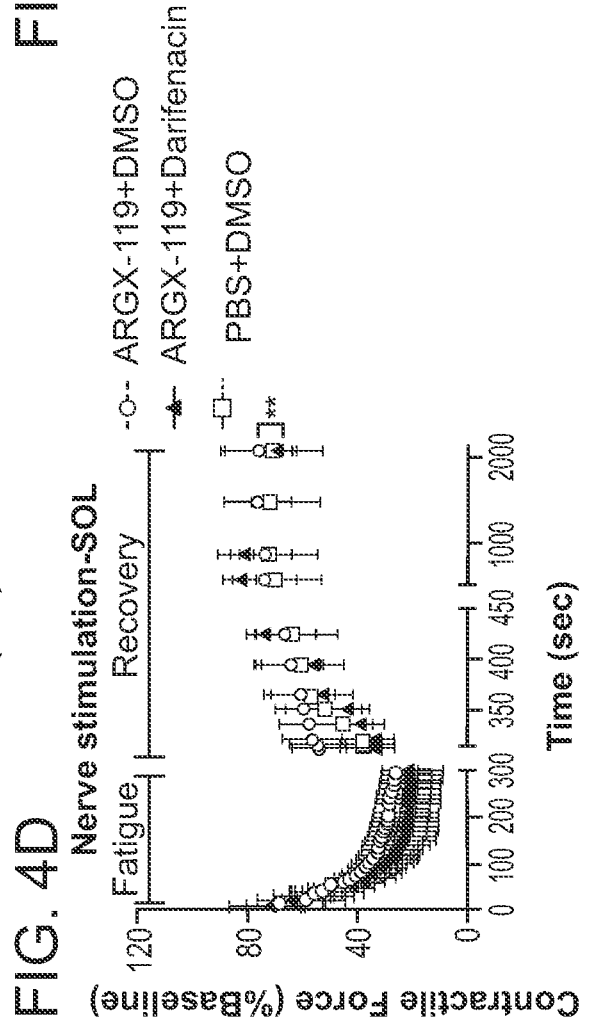 FIG. 4D
FI
Nerve stimulation-SOL
Fatigue
Recovery
ARGX-119+DMSO
ARGX-119+Darifenacin
PBS+DMSO
**
Contractile Force (%Baseline)
120
80
40
0
0 100 200 300 350 400 450 1000 2000
Time (sec)